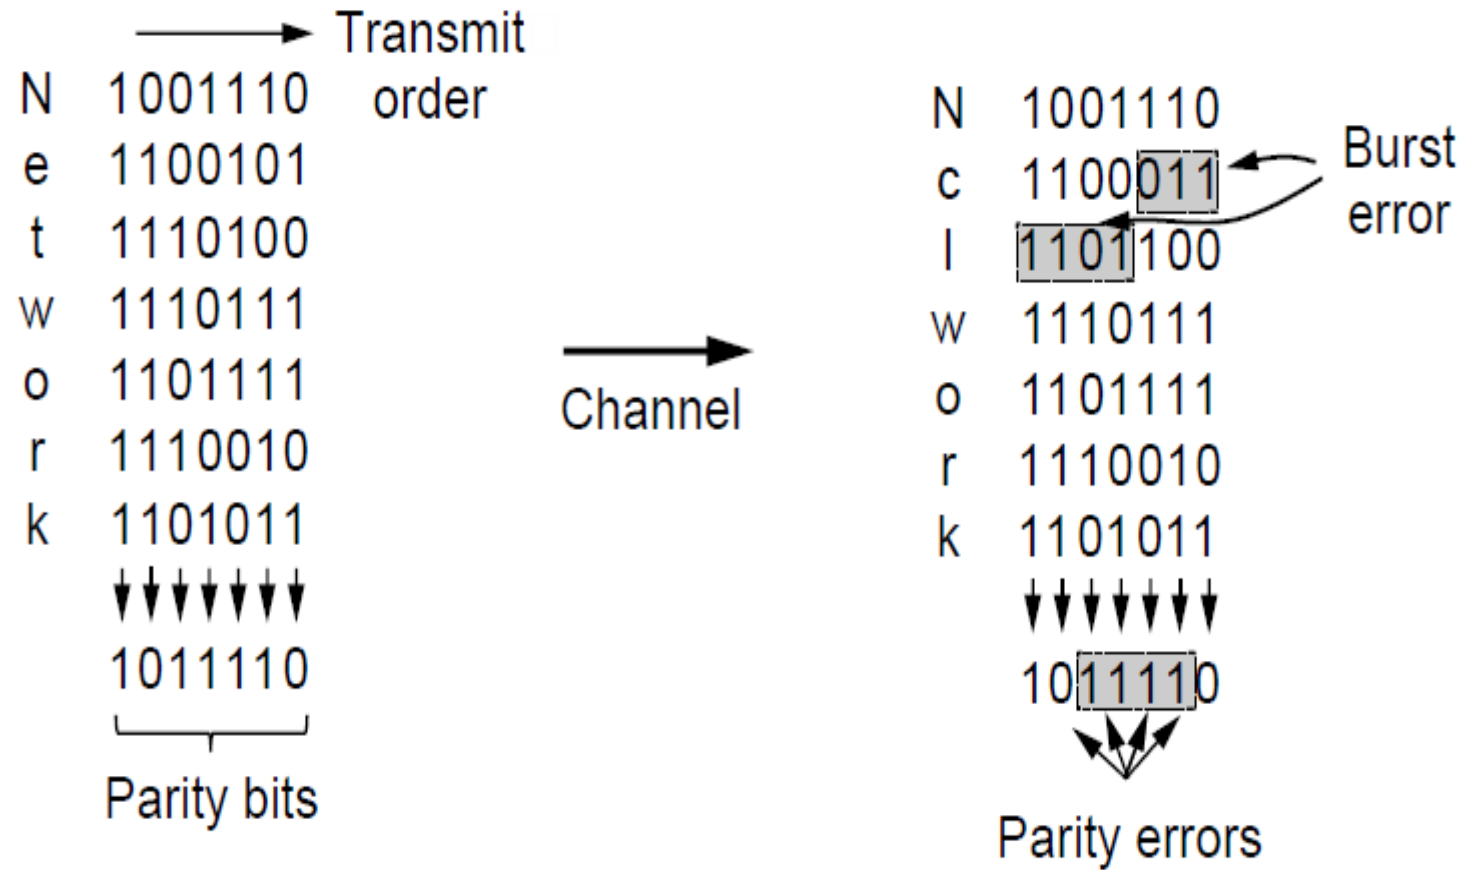 Transmit
order
N 1001110
e 1100101
t 1110100
w 1110111
o 1101111
r 1110010
k 1101011
1011110
Parity bits
Channel
N 1001110
c 1100011
l 1101100
w 1110111
o 1101111
r 1110010
k 1101011
1011110
Burst
error
Parity errors